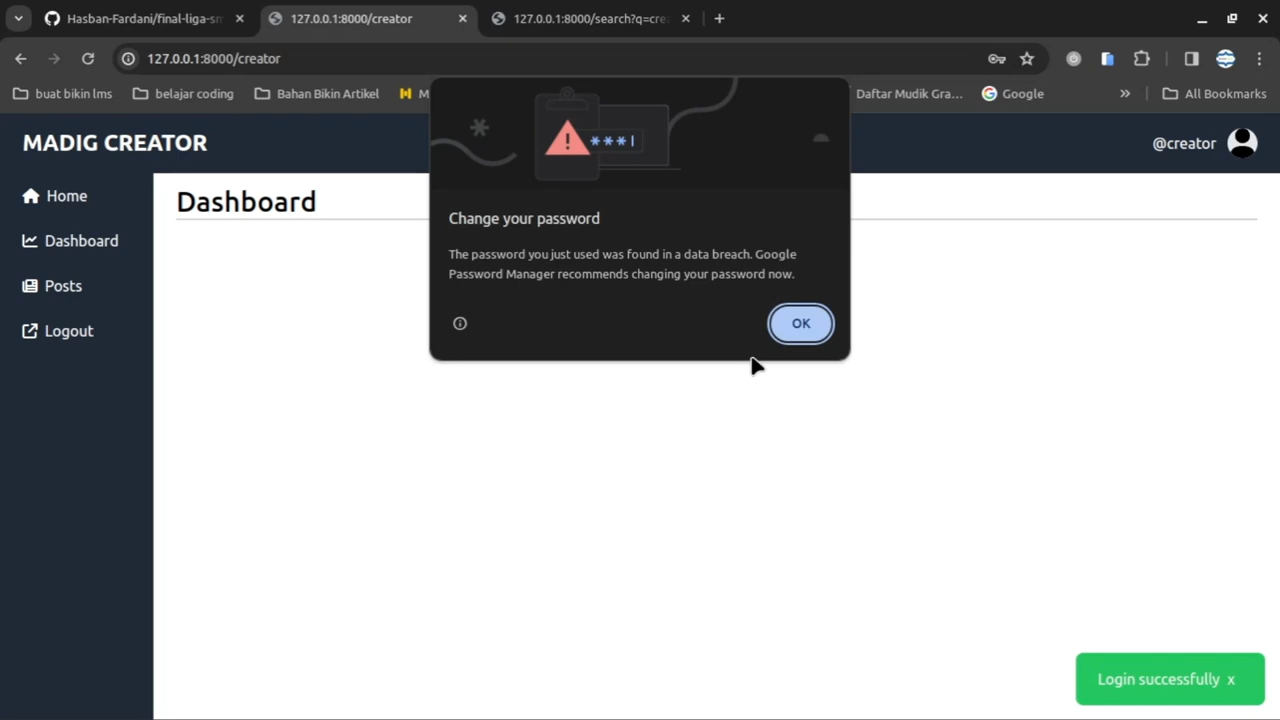 Hasban-Fardani/final-liga-sm
127.0.0.1:8000/creator
127.0.0.1:8000/search?q=cre
127.0.0.1:8000/creator
buat bikin lms
belajar coding
Bahan Bikin Artikel
M
Daftar Mudik Gra...
Google
»
All Bookmarks
MADIG CREATOR
@creator
Home
Dashboard
Posts
Logout
Dashboard
***|
Change your password
The password you just used was found in a data breach. Google
Password Manager recommends changing your password now.
OK
Login successfully x